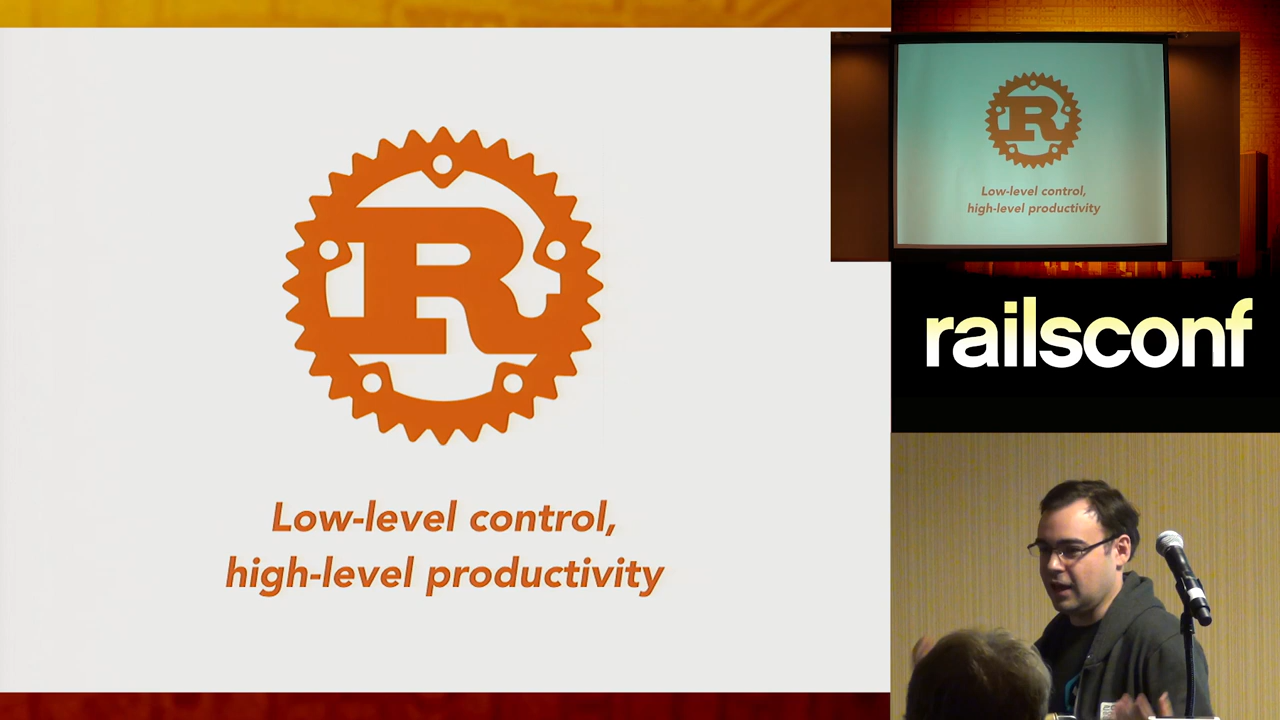 R
Low-level control,
high-level productivity
R
Low-level control,
high-level productivity
railsconf